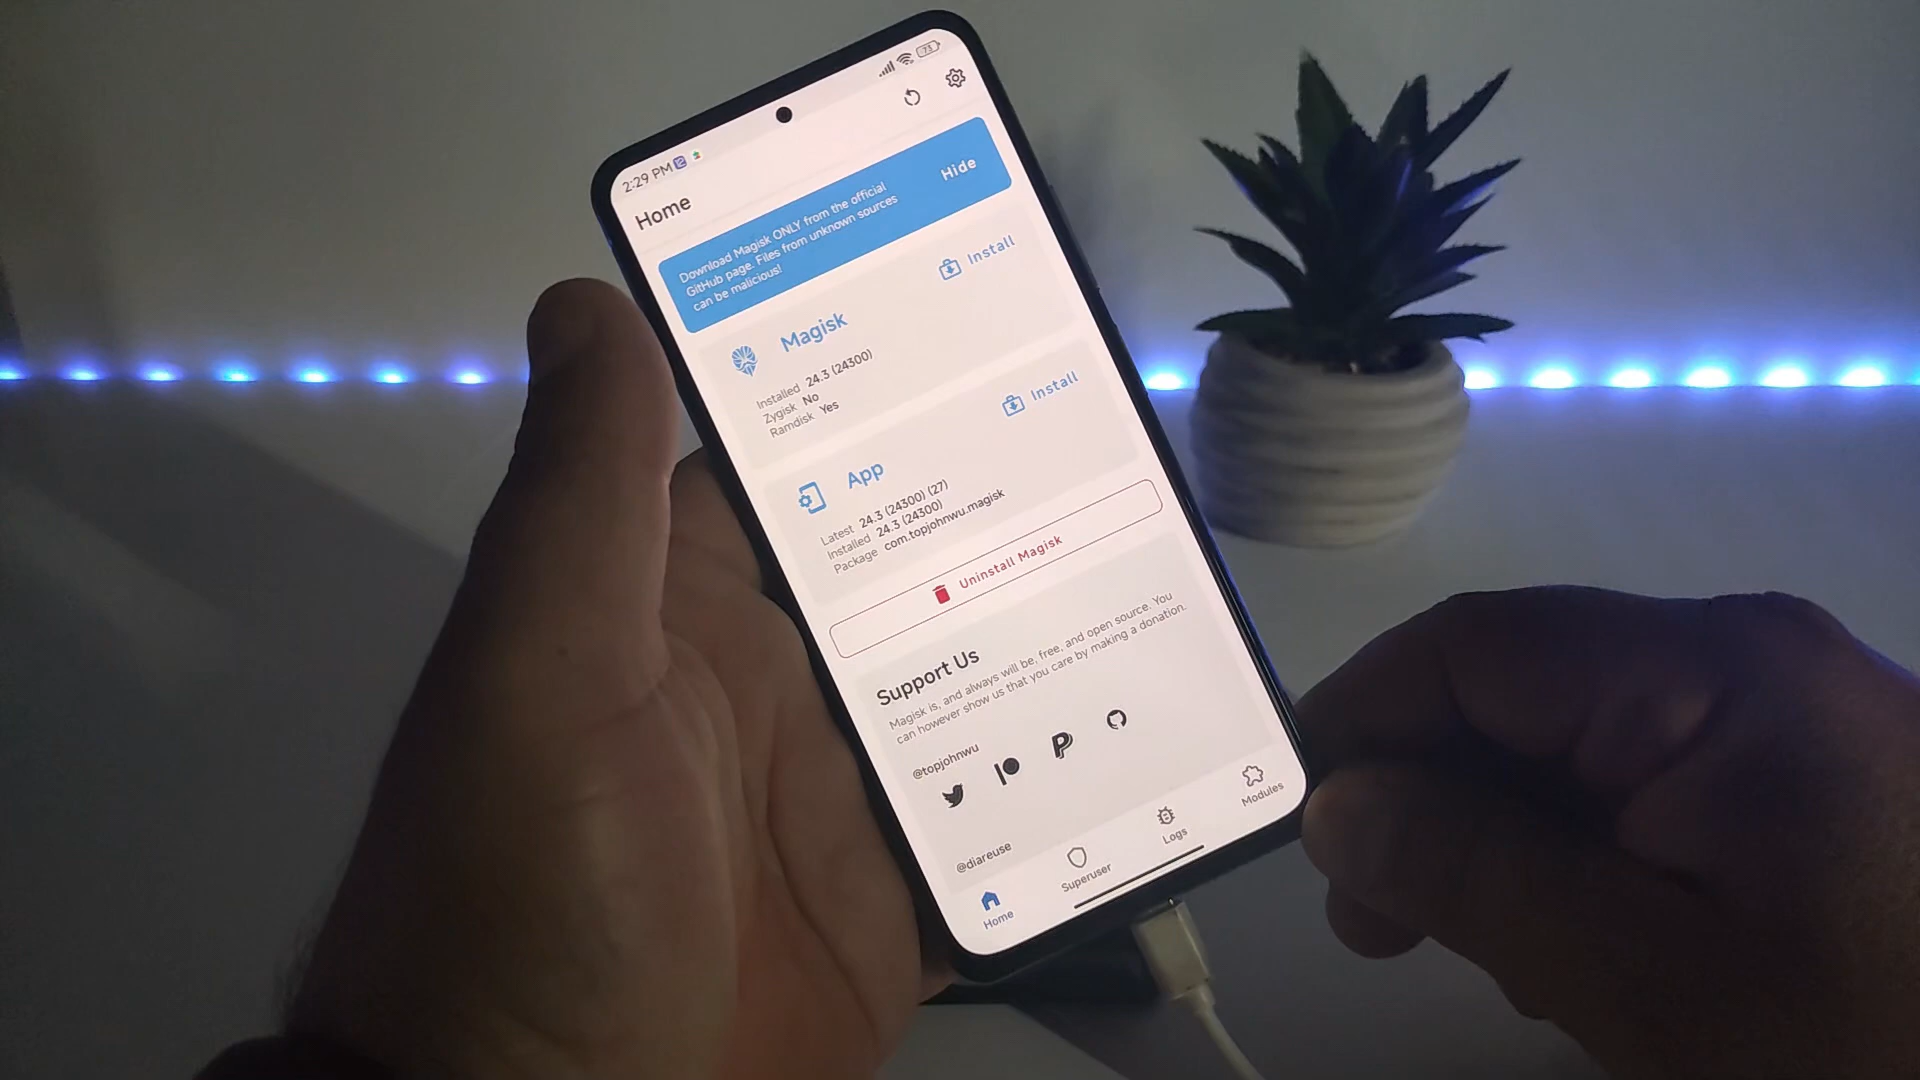 2:29 PM
73
Home
Download Magisk ONLY from the official
GitHub page. Files from unknown sources
can be malicious!
Hide
Magisk
Install
Installed 24.3 (24300)
Zygisk No
Ramdisk Yes
App
Install
Latest 24.3 (24300) (27)
Installed 24.3 (24300)
Package com.topjohnwu.magisk
Uninstall Magisk
Support Us
Magisk is, and always will be, free, and open source. You
can however show us that you care by making a donation.
@topjohnwu
@diareuse
Home
Superuser
Logs
Modules